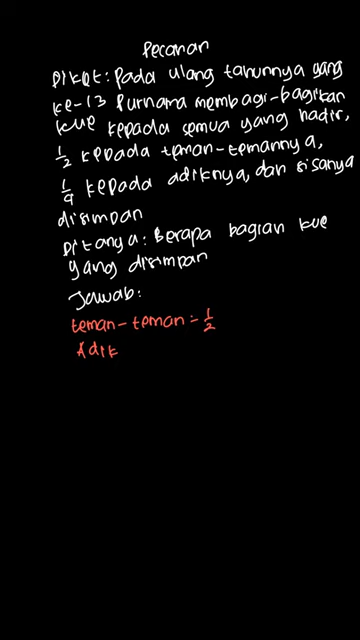 Pecahan
Diket: Pada ulang tahunnya yang
ke-13 Purnama membagi-bagikan
kue kepada semua yang hadir,
1/2 kepada teman-temannya,
1/9 kepada adiknya, dan sisanya
disimpan
Ditanya: Berapa bagian kue
yang disimpan
Jawab:
teman-teman = 1/2
Adik